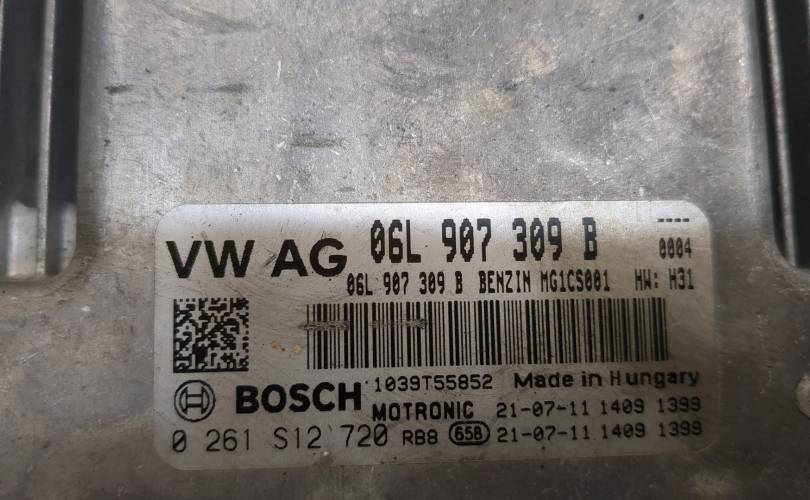 VW AG 06L 907 309 B ----
0004
06L 907 309 B BENZIN MG1CS001 HW: H31
1039T55852 Made in Hungary
BOSCH MOTRONIC 21-07-11 1409 1399
0 261 S12 720 RB8 658 21-07-11 1409 1399